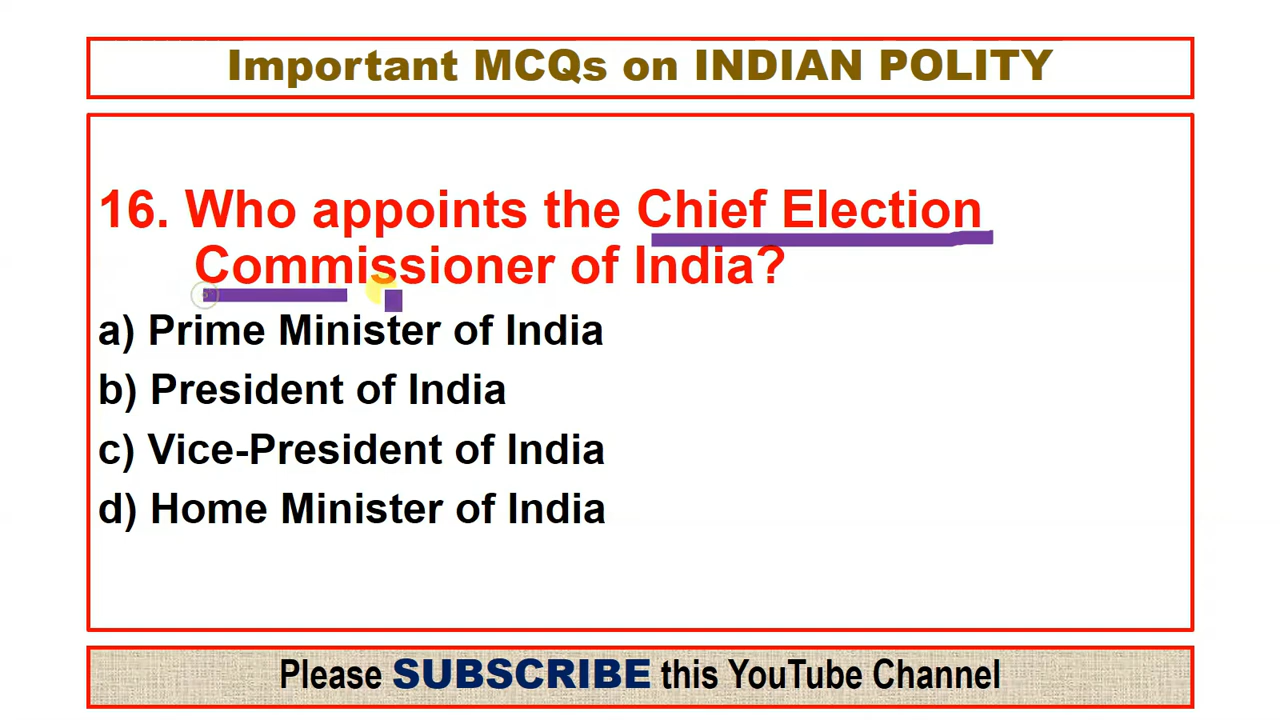 Important MCQs on INDIAN POLITY
16. Who appoints the Chief Election
Commissioner of India?
a) Prime Minister of India
b) President of India
c) Vice-President of India
d) Home Minister of India
Please SUBSCRIBE this YouTube Channel